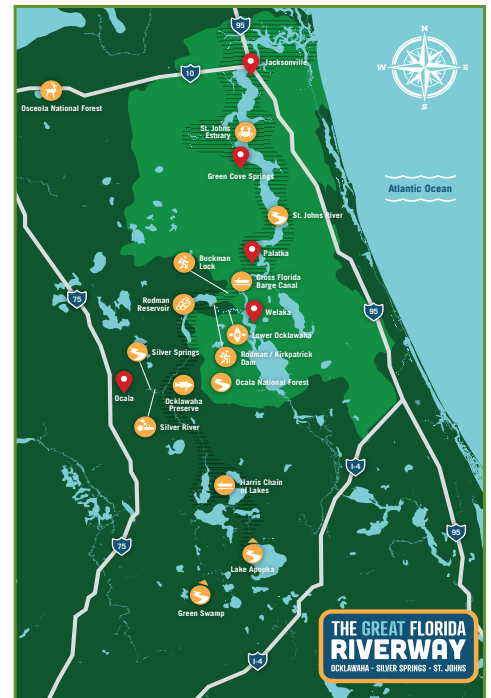 95
N
Jacksonville
W
E
10
S
Osceola National Forest
St. Johns
Estuary
Green Cove Springs
Atlantic Ocean
St. Johns River
Palatka
Buckman
Lock
Cross Florida
Barge Canal
75
Rodman
Reservoir
Welaka
95
Lower Ocklawaha
Silver Springs
Rodman / Kirkpatrick
Dam
Ocala National Forest
Ocala
Ocklawaha
Preserve
Silver River
I-4
Harris Chain
of Lakes
95
75
Lake Apopka
Green Swamp
THE GREAT FLORIDA
RIVERWAY
OCKLAWAHA · SILVER SPRINGS · ST. JOHNS
I-4